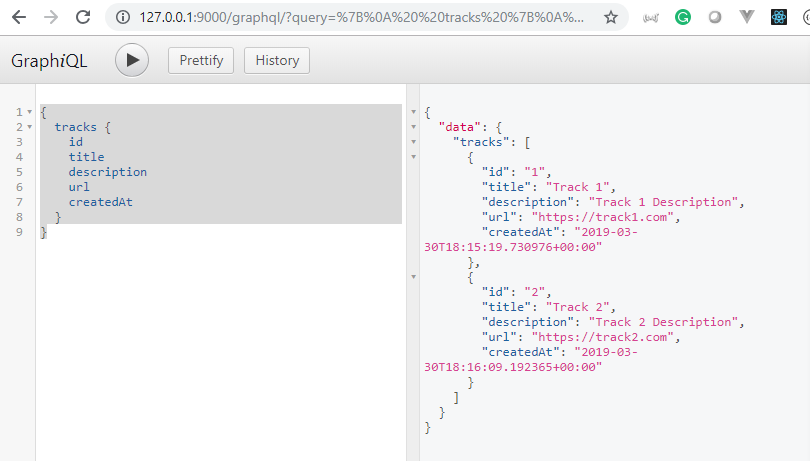 127.0.0.1:9000/graphql/?query=%7B%0A%20%20tracks%20%7B%0A%...
GraphiQL Prettify History
1 {
2 tracks {
3 id
4 title
5 description
6 url
7 createdAt
8 }
9 }
{
"data": {
"tracks": [
{
"id": "1",
"title": "Track 1",
"description": "Track 1 Description",
"url": "https://track1.com",
"createdAt": "2019-03-
30T18:15:19.730976+00:00"
},
{
"id": "2",
"title": "Track 2",
"description": "Track 2 Description",
"url": "https://track2.com",
"createdAt": "2019-03-
30T18:16:09.192365+00:00"
}
]
}
}